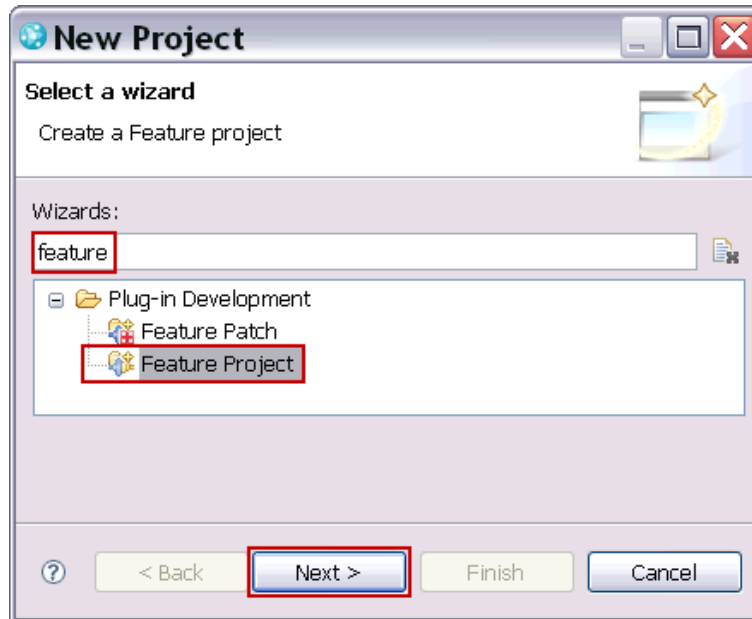 New Project
Select a wizard
Create a Feature project
Wizards:
feature
Plug-in Development
Feature Patch
Feature Project
? < Back Next > Finish Cancel